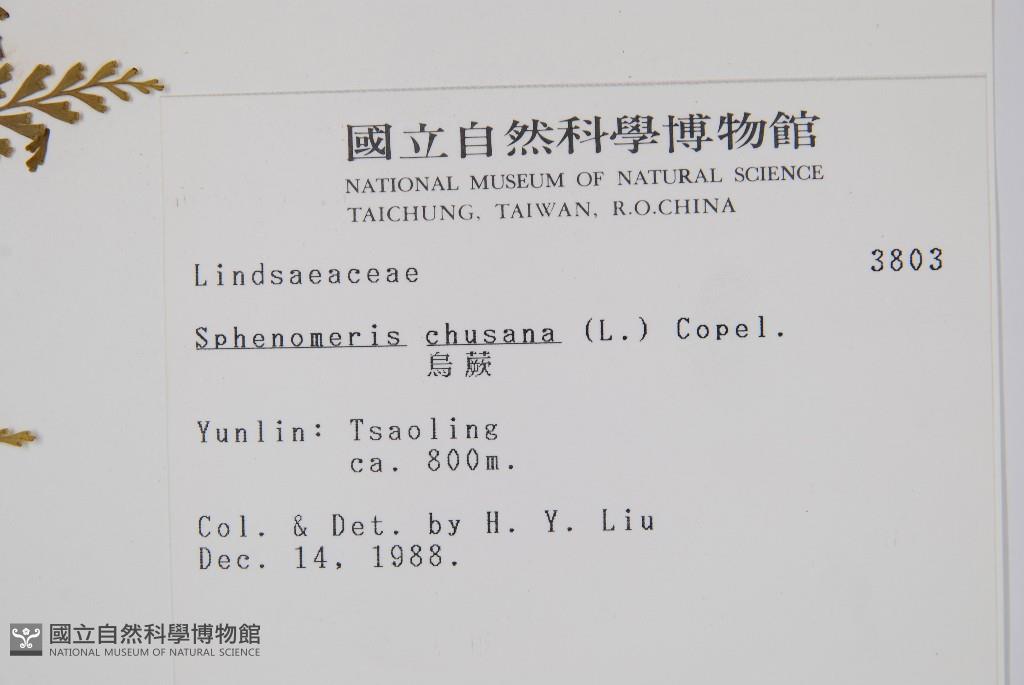 國立自然科學博物館
NATIONAL MUSEUM OF NATURAL SCIENCE
TAICHUNG, TAIWAN, R.O.CHINA
Lindsaeaceae 3803
Sphenomeris chusana (L.) Copel.
烏蕨
Yunlin: Tsaoling
ca. 800m.
Col. & Det. by H. Y. Liu
Dec. 14, 1988.
國立自然科學博物館
NATIONAL MUSEUM OF NATURAL SCIENCE